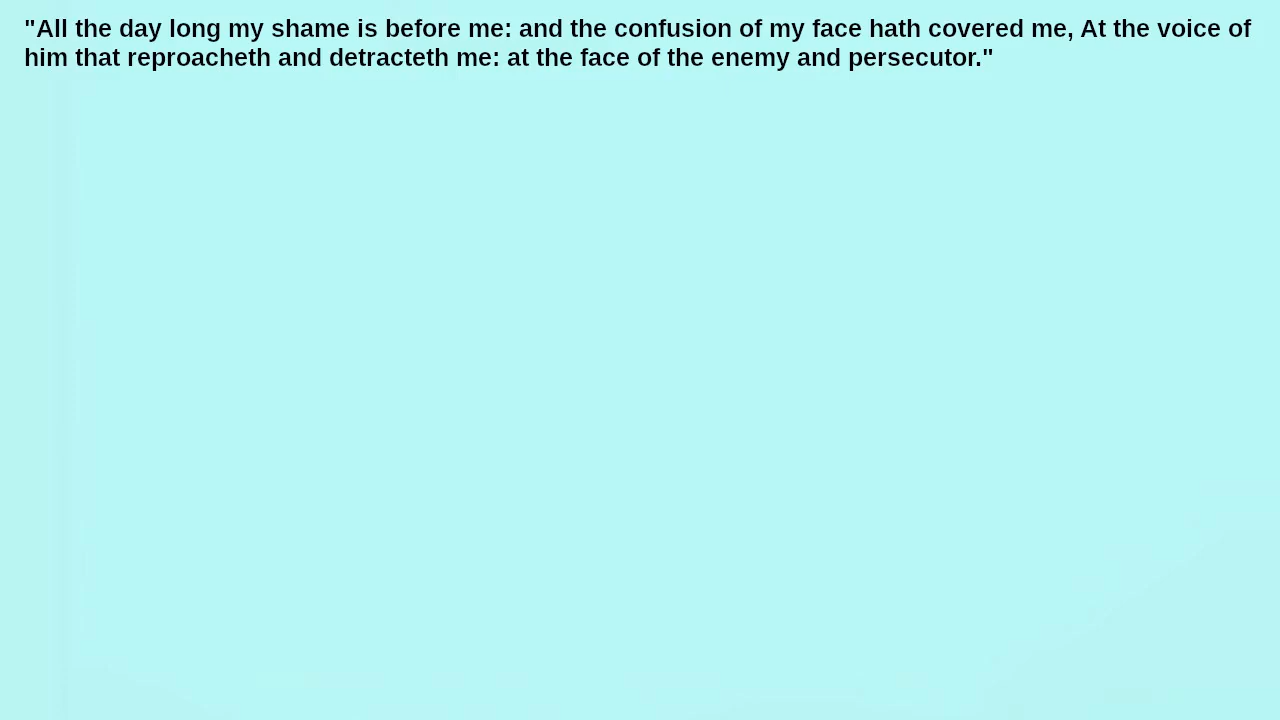 "All the day long my shame is before me: and the confusion of my face hath covered me, At the voice of
him that reproacheth and detracteth me: at the face of the enemy and persecutor."